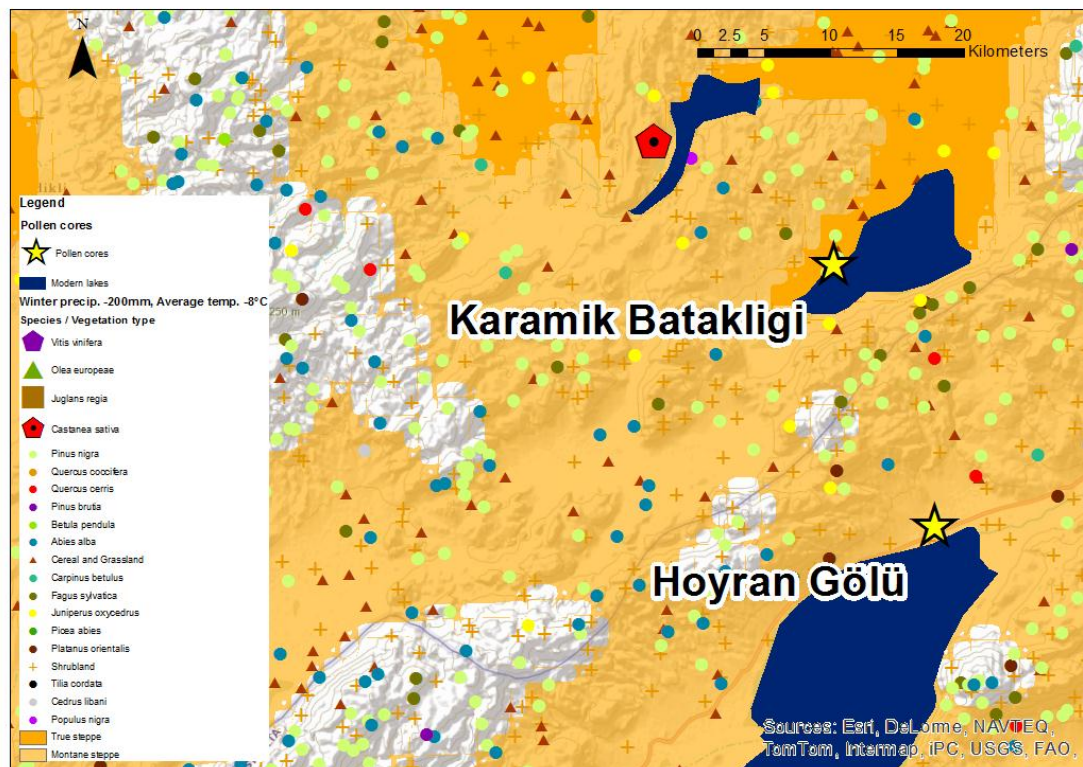 N
0 2.5 5 10 15 20
Kilometers
Legend
Pollen cores
Pollen cores
Modern lakes
Winter precip. -200mm, Average temp. -8°C
Species / Vegetation type
Vitis vinifera
Olea europeae
Juglans regia
Castanea sativa
Pinus nigra
Quercus coccifera
Quercus cerris
Pinus brutia
Betula pendula
Abies alba
Cereal and Grassland
Carpinus betulus
Fagus sylvatica
Juniperus oxycedrus
Picea abies
Platanus orientalis
Shrubland
Tilia cordata
Cedrus libani
Populus nigra
True steppe
Montane steppe
250 m
Karamik Batakligi
Hoyran Gölü
Sources: Esri, DeLorme, NAVTEQ,
TomTom, Intermap, iPC, USGS, FAO,